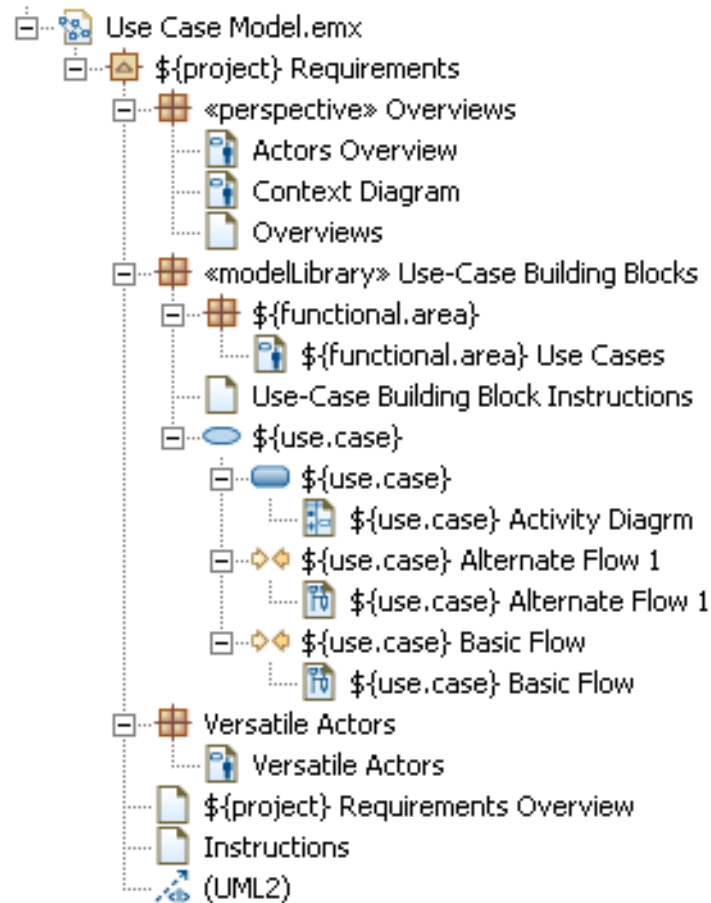 Use Case Model.emx
${project} Requirements
«perspective» Overviews
Actors Overview
Context Diagram
Overviews
«modelLibrary» Use-Case Building Blocks
${functional.area}
${functional.area} Use Cases
Use-Case Building Block Instructions
${use.case}
${use.case}
${use.case} Activity Diagrm
${use.case} Alternate Flow 1
${use.case} Alternate Flow 1
${use.case} Basic Flow
${use.case} Basic Flow
Versatile Actors
Versatile Actors
${project} Requirements Overview
Instructions
(UML2)